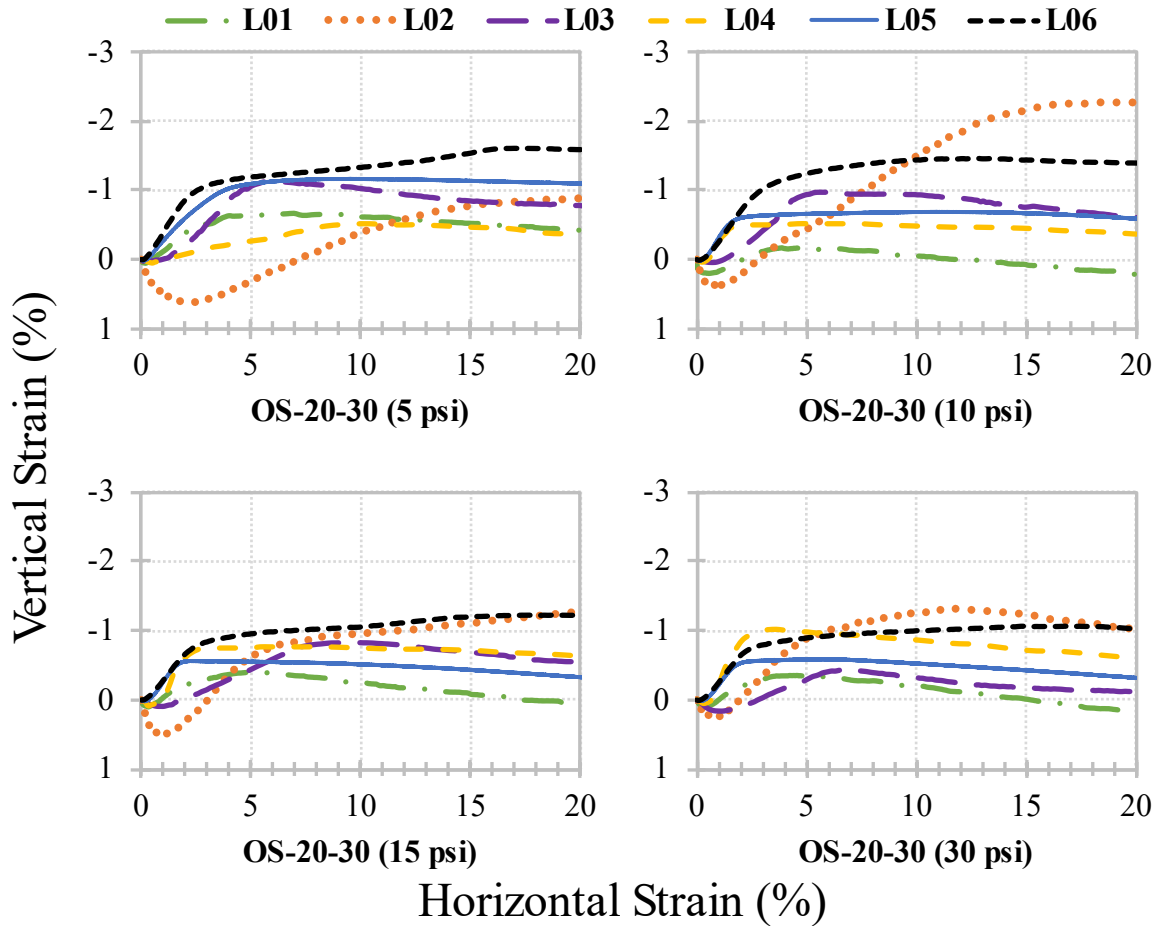 L01 L02 L03 L04 L05 L06
-3
-2
-1
0
1
0 5 10 15 20
OS-20-30 (5 psi)
-3
-2
-1
0
1
0 5 10 15 20
OS-20-30 (10 psi)
Vertical Strain (%)
-3
-2
-1
0
1
0 5 10 15 20
OS-20-30 (15 psi)
-3
-2
-1
0
1
0 5 10 15 20
OS-20-30 (30 psi)
Horizontal Strain (%)